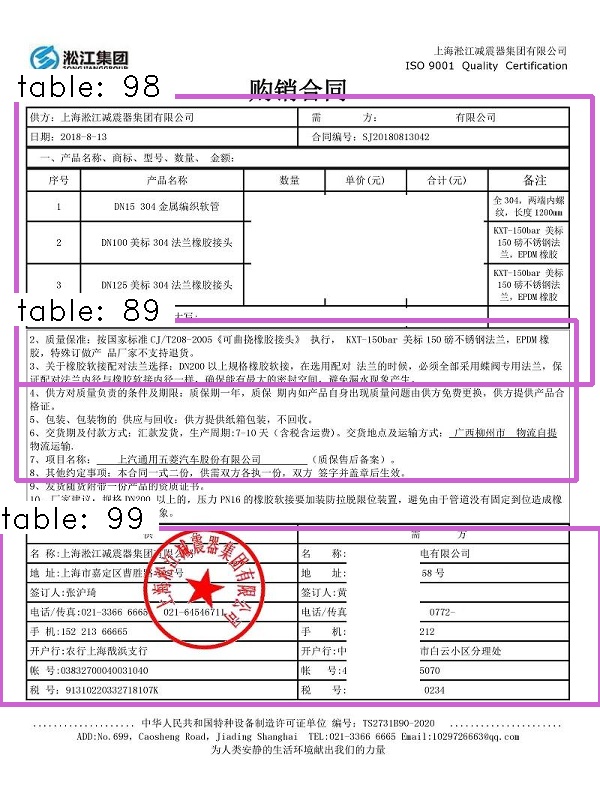 淞江集团
SONGJIANGGROUP
上海淞江减震器集团有限公司
ISO 9001 Quality Certification
table: 98
购销合同
供方：上海淞江减震器集团有限公司 需 方： 有限公司
日期：2018-8-13 合同编号：SJ20180813042
一、产品名称、商标、型号、数量、 金额：
序号 产品名称 数量 单价(元) 合计(元) 备注
1 DN15 304 金属编织软管 全 304，两端内螺纹，长度 1200mm
2 DN100 美标 304 法兰橡胶接头 KXT-150bar 美标 150 磅不锈钢法兰，EPDM 橡胶
3 DN125 美标 304 法兰橡胶接头 KXT-150bar 美标 150 磅不锈钢法兰，EPDM 橡胶
table: 89
2、质量保准：按国家标准 CJ/T208-2005《可曲挠橡胶接头》 执行， KXT-150bar 美标 150 磅不锈钢法兰，EPDM 橡
胶，特殊订做产 品厂家不支持退货。
3、关于橡胶接配对法兰选择：DN200 以上规格橡胶软接，在选用配对 法兰的时候，必须全部采用蝶阀专用法兰，保
证配对法兰内径与橡胶软接内径一样，确保能有最大的密封空间，避免漏水现象产生。
4、供方对质量负责的条件及期限：质保期一年，质保 期内如产品自身出现质量问题由供方免费更换，供方提供产品合
格证。
5、包装、包装物的 供应与回收：供方提供纸箱包装，不回收。
6、交货期及付款方式：汇款发货，生产周期：7-10 天（含税含运费）。交货地点及运输方式： 广西柳州市 物流自提
物流运输.
7、项目名称： 上汽通用五菱汽车股份有限公司 （质保售后备案）。
8、其他约定事项：本合同一式二份，供需双方各执一份，双方 签字并盖章后生效。
9、发货随货附带一份产品的资质证书。
10、厂家建议：规格 DN200 以上的，压力 PN16 的橡胶软接要加装防拉脱限位装置，避免由于管道没有固定到位造成橡
象。
table: 99
供 需 方
名 称：上海淞江减震器集团有限公司 名 称： 电有限公司
地 址：上海市嘉定区曹胜路 号 地 址： 58 号
签订人：张沪琦 签订人：黄
电话/传真：021-3366 6665 021-64546711 电话/传真： 0772-
手 机：152 213 66665 手 机： 212
开户行：农行上海戬浜支行 开户行：中 市白云小区分理处
帐 号：03832700040031040 帐 号：4 5070
税 号：91310220332718107K 税 号： 0234
上海淞江减震器集团有限公司
中华人民共和国特种设备制造许可证单位 编号：TS2731B90-2020
ADD:No.699, Caosheng Road, Jiading Shanghai TEL:021-3366 6665 Email:1029766663@qq.com
为人类安静的生活环境献出我们的力量